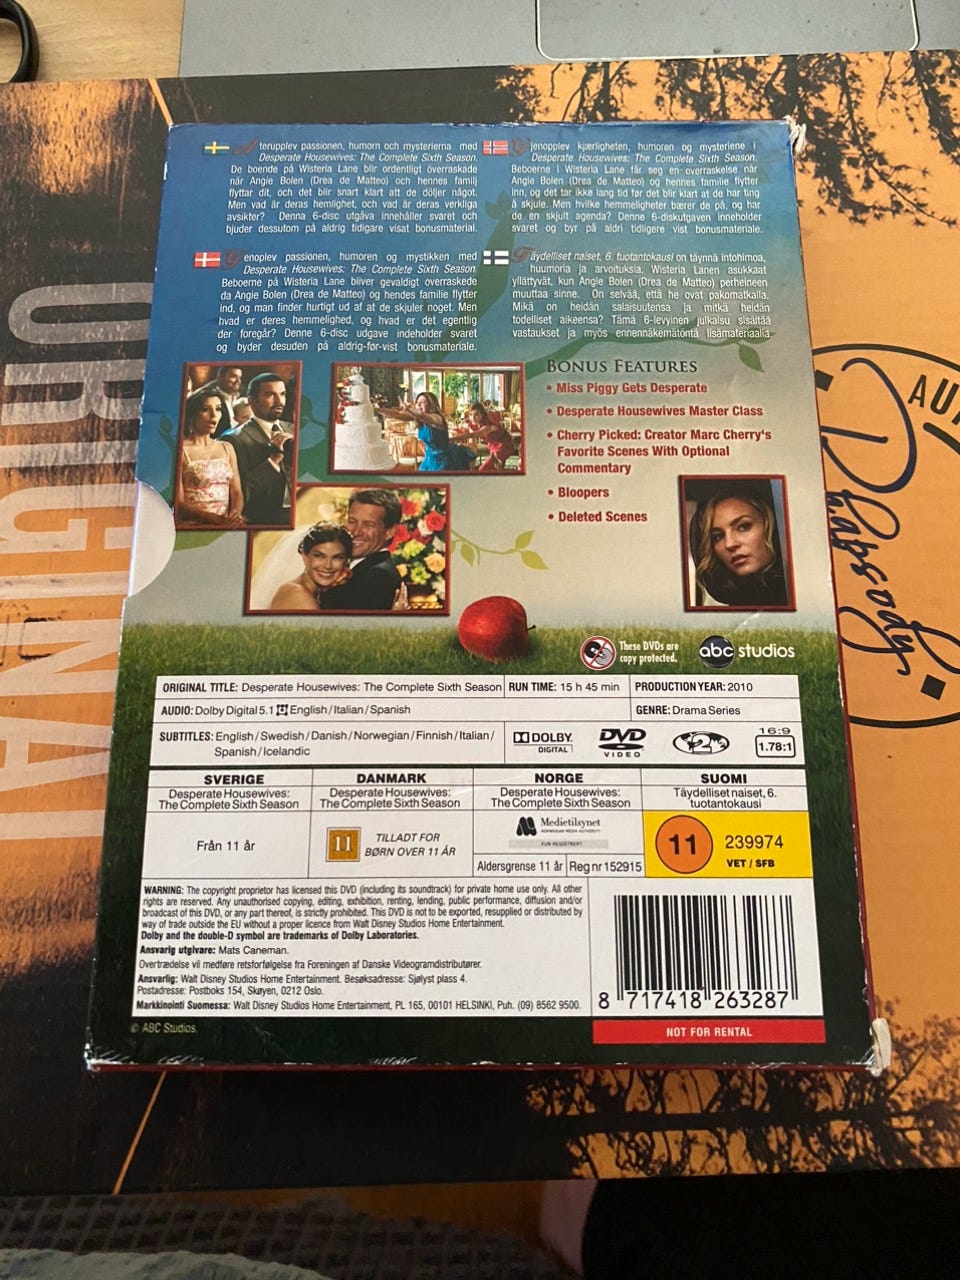 Återupplev passionen, humorn och mysterierna med
Desperate Housewives: The Complete Sixth Season.
De boende på Wisteria Lane blir ordentligt överraskade
när Angie Bolen (Drea de Matteo) och hennes familj
flyttar dit, och det blir snart klart att de döljer något.
Men vad är deras hemlighet, och vad är deras verkliga
avsikter? Denna 6-disc utgåva innehåller svaret och
bjuder dessutom på aldrig tidigare visat bonusmaterial.
Gjenopplev kjærligheten, humoren og mysteriene i
Desperate Housewives: The Complete Sixth Season.
Beboerne i Wisteria Lane får seg en overraskelse når
Angie Bolen (Drea de Matteo) og hennes familie flytter
inn, og det tar ikke lang tid før det blir klart at de har ting
å skjule. Men hvilke hemmeligheter bærer de på, og har
de en skjult agenda? Denne 6-diskutgaven inneholder
svaret og byr på aldri tidligere vist bonusmateriale.
Genoplev passionen, humoren og mystikken med
Desperate Housewives: The Complete Sixth Season.
Beboerne på Wisteria Lane bliver gevaldigt overraskede
da Angie Bolen (Drea de Matteo) og hendes familie flytter
ind, og man finder hurtigt ud af at de skjuler noget. Men
hvad er deres hemmelighed, og hvad er det egentlig
der foregår? Denne 6-disc udgave indeholder svaret
og byder desuden på aldrig-før-vist bonusmateriale.
Täydelliset naiset, 6. tuotantokausi on täynnä intohimoa,
huumoria ja arvoituksia. Wisteria Lanen asukkaat
yllättyvät, kun Angie Bolen (Drea de Matteo) perheineen
muuttaa sinne. On selvää, että he ovat pakomatkalla.
Mikä on heidän salaisuutensa ja mitkä heidän
todelliset aikeensa? Tämä 6-levyinen julkaisu sisältää
vastaukset ja myös ennennäkemätöntä lisämateriaalia.
BONUS FEATURES
• Miss Piggy Gets Desperate
• Desperate Housewives Master Class
• Cherry Picked: Creator Marc Cherry's
Favorite Scenes With Optional
Commentary
• Bloopers
• Deleted Scenes
These DVDs are
copy protected.
abc studios
ORIGINAL TITLE: Desperate Housewives: The Complete Sixth Season
RUN TIME: 15 h 45 min
PRODUCTION YEAR: 2010
AUDIO: Dolby Digital 5.1 English/Italian/Spanish
GENRE: Drama Series
SUBTITLES: English/Swedish/Danish/Norwegian/Finnish/Italian/
Spanish/Icelandic
DOLBY
DIGITAL
DVD
VIDEO
2
16:9
1.78:1
SVERIGE
Desperate Housewives:
The Complete Sixth Season
Från 11 år
DANMARK
Desperate Housewives:
The Complete Sixth Season
11
TILLADT FOR
BØRN OVER 11 ÅR
NORGE
Desperate Housewives:
The Complete Sixth Season
Medietilsynet
NORWEGIAN MEDIA AUTHORITY
KUN REGISTRERT
Aldersgrense 11 år
Reg nr 152915
SUOMI
Täydelliset naiset, 6.
tuotantokausi
11
239974
VET / SFB
WARNING: The copyright proprietor has licensed this DVD (including its soundtrack) for private home use only. All other
rights are reserved. Any unauthorised copying, editing, exhibition, renting, lending, public performance, diffusion and/or
broadcast of this DVD, or any part thereof, is strictly prohibited. This DVD is not to be exported, resupplied or distributed by
way of trade outside the EU without a proper licence from Walt Disney Studios Home Entertainment.
Dolby and the double-D symbol are trademarks of Dolby Laboratories.
Ansvarig utgivare: Mats Caneman.
Overtrædelse vil medføre retsforfølgelse fra Foreningen af Danske Videogramdistributører.
Ansvarlig: Walt Disney Studios Home Entertainment. Besøksadresse: Sjølyst plass 4.
Postadresse: Postboks 154, Skøyen, 0212 Oslo.
Markkinointi Suomessa: Walt Disney Studios Home Entertainment, PL 165, 00101 HELSINKI, Puh. (09) 8562 9500.
8 717418 263287
NOT FOR RENTAL
© ABC Studios.
ORIGINAL
AU